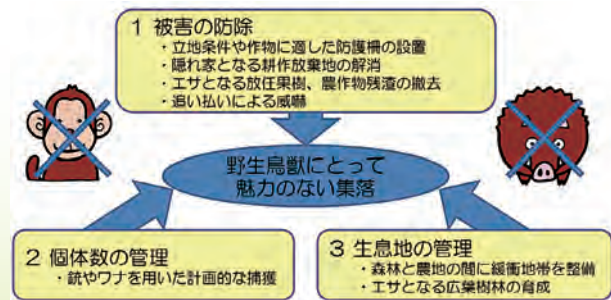 1 被害の防除
・立地条件や作物に適した防護柵の設置
・隠れ家となる耕作放棄地の解消
・エサとなる放任果樹、農作物残渣の撤去
・追い払いによる威嚇
野生鳥獣にとって
魅力のない集落
2 個体数の管理
・銃やワナを用いた計画的な捕獲
3 生息地の管理
・森林と農地の間に緩衝地帯を整備
・エサとなる広葉樹林の育成